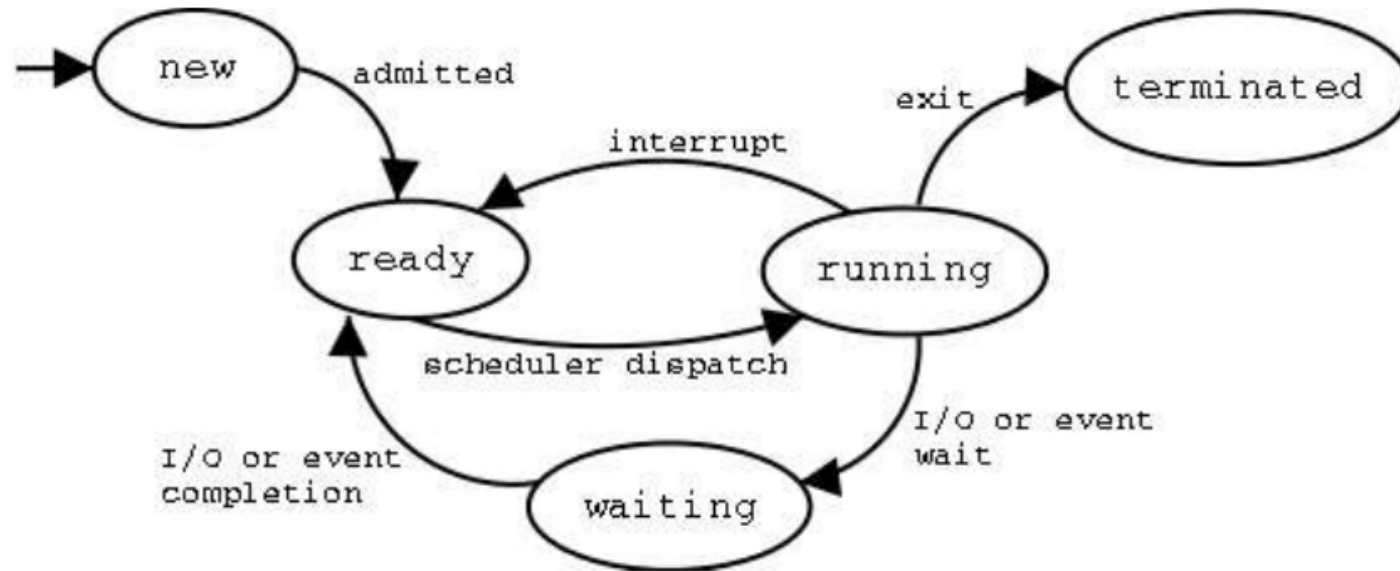 new
admitted
terminated
exit
interrupt
ready
running
scheduler dispatch
I/O or event
wait
I/O or event
completion
waiting